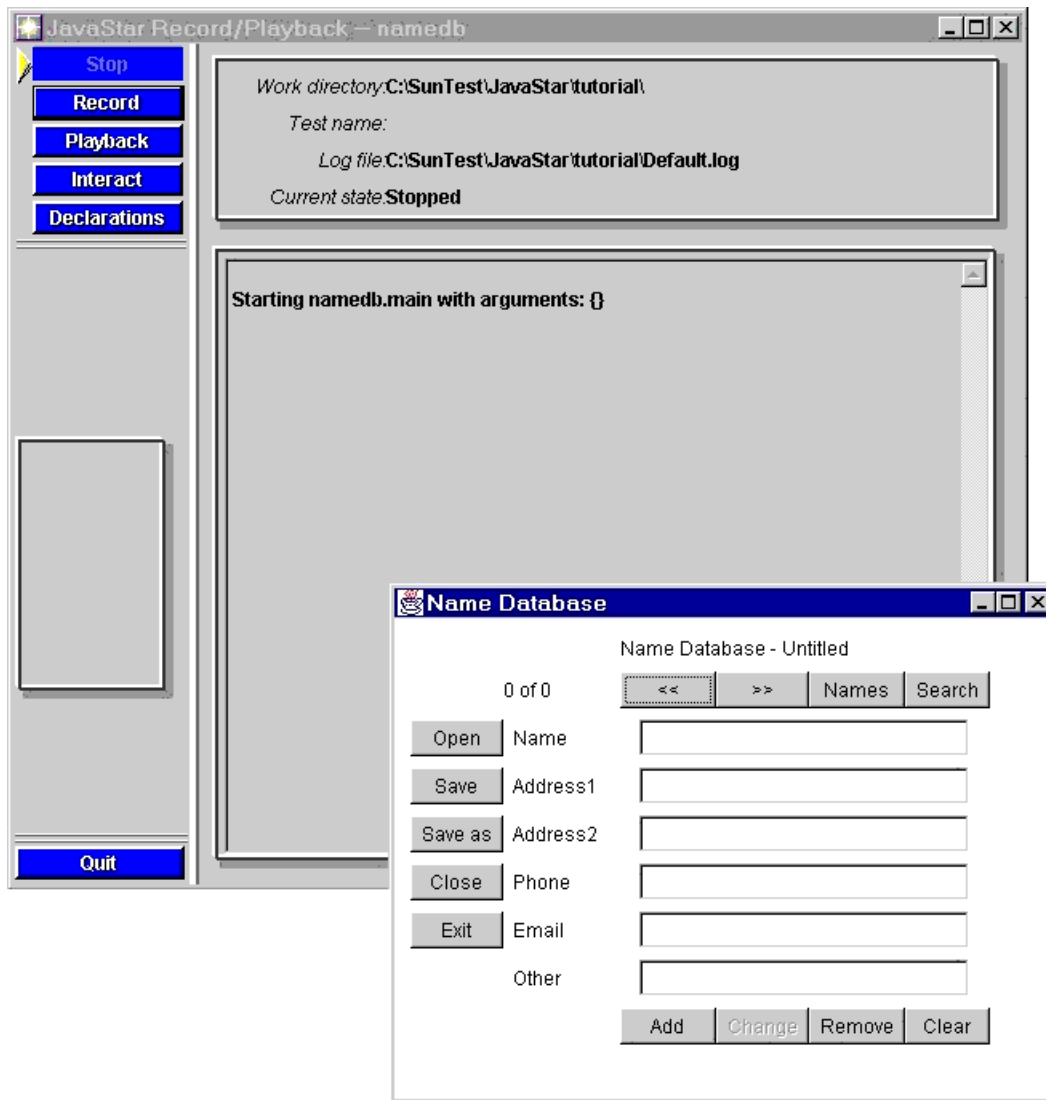 JavaStar Record/Playback – namedb
Stop
Record
Playback
Interact
Declarations
Work directory:C:\SunTest\JavaStar\tutorial\
Test name:
Log file:C:\SunTest\JavaStar\tutorial\Default.log
Current state:Stopped
Starting namedb.main with arguments: {}
Quit
Name Database
Name Database - Untitled
0 of 0 << >> Names Search
Open Name
Save Address1
Save as Address2
Close Phone
Exit Email
Other
Add Change Remove Clear